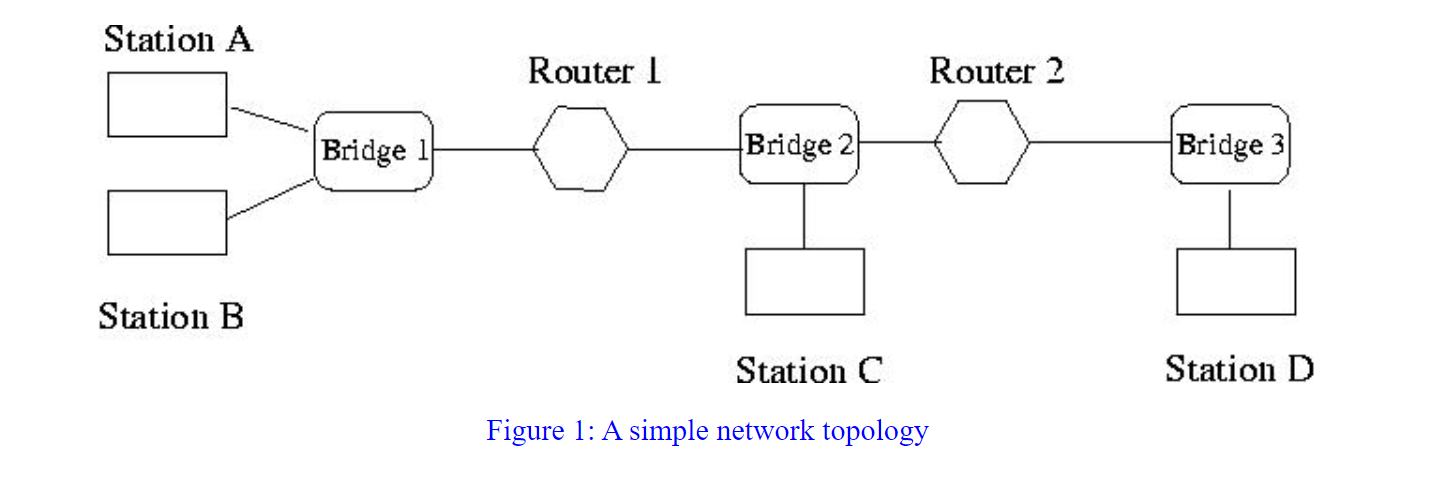 Station A
Router 1
Router 2
Bridge 1
Bridge 2
Bridge 3
Station B
Station C
Station D
Figure 1: A simple network topology